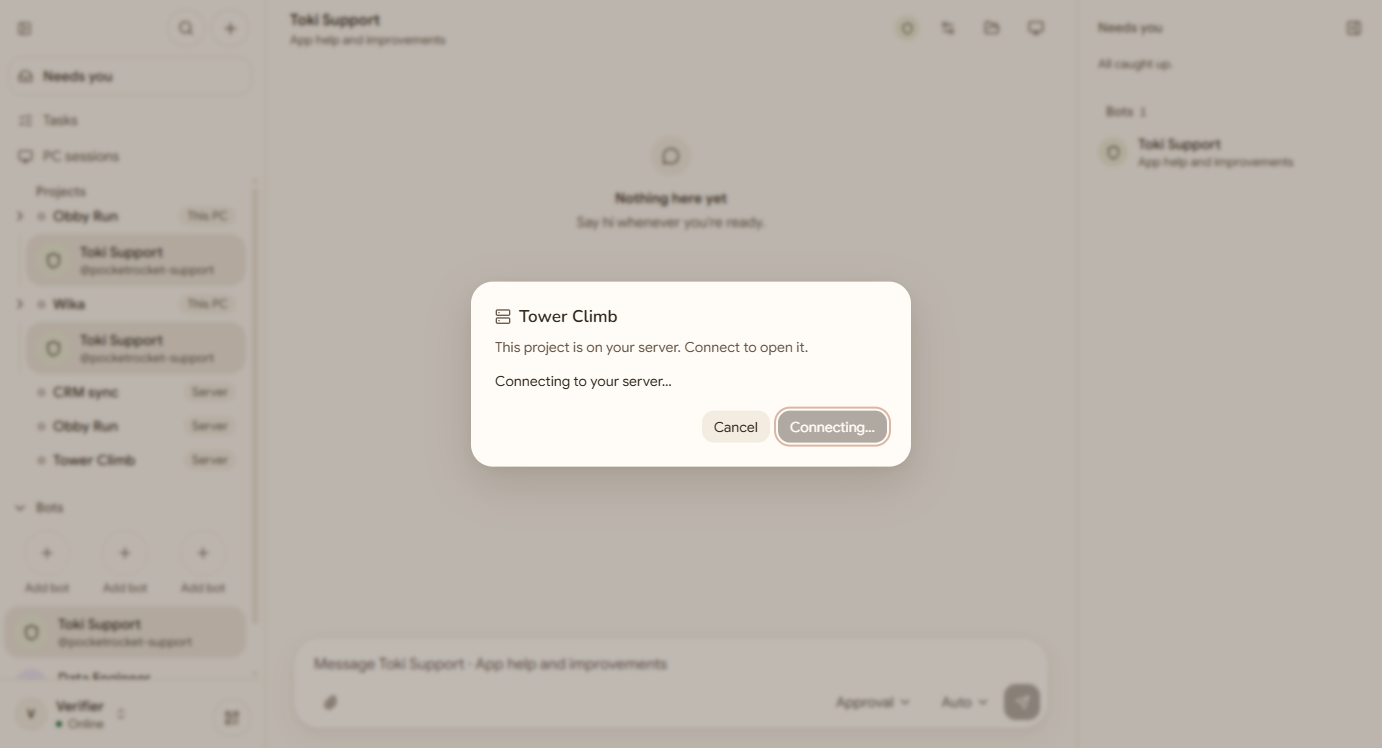 Needs you
Tasks
PC sessions
Projects
Obby Run This PC
Toki Support
@pocketrocket-support
Wika This PC
Toki Support
@pocketrocket-support
CRM sync Server
Obby Run Server
Tower Climb Server
Bots
Add bot Add bot Add bot
Toki Support
@pocketrocket-support
Data Engineer
V Verifier
Online
Toki Support
App help and improvements
Nothing here yet
Say hi whenever you're ready.
Tower Climb
This project is on your server. Connect to open it.
Connecting to your server...
Cancel Connecting...
Message Toki Support · App help and improvements
Approval Auto
Needs you
All caught up.
Bots 1
Toki Support
App help and improvements